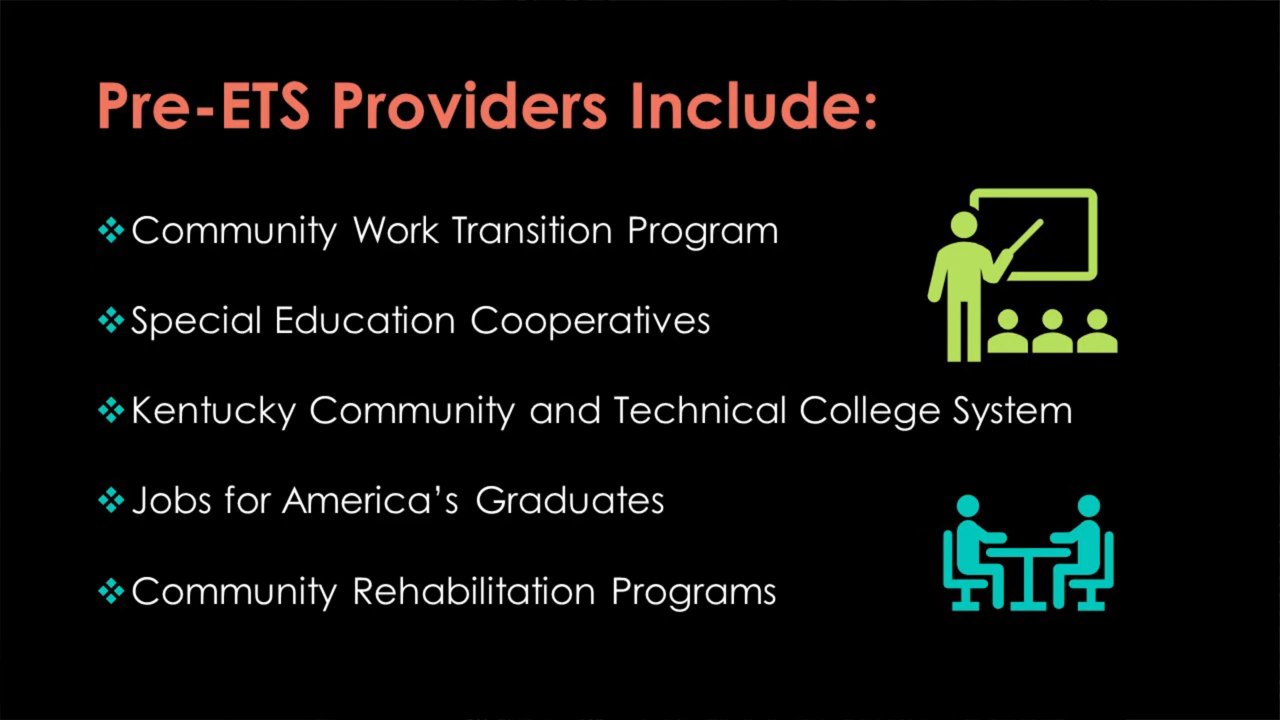 Pre-ETS Providers Include:
Community Work Transition Program
Special Education Cooperatives
Kentucky Community and Technical College System
Jobs for America’s Graduates
Community Rehabilitation Programs